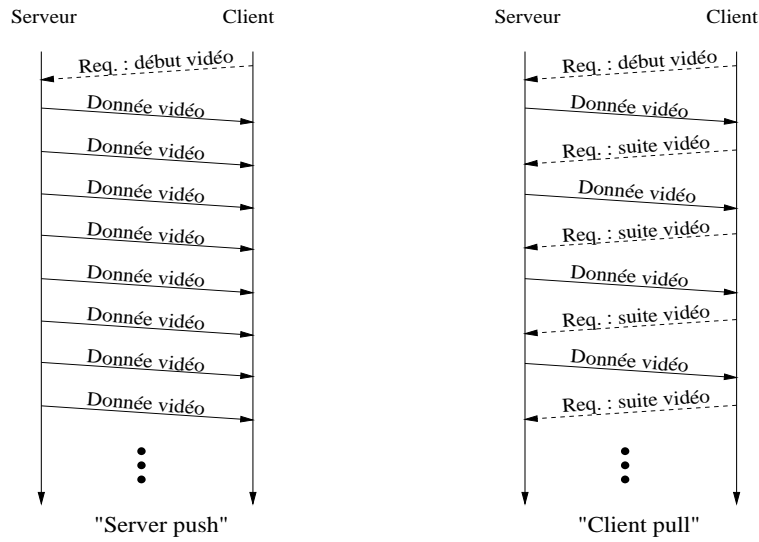 Serveur
Client
Req. : début vidéo
Donnée vidéo
Donnée vidéo
Donnée vidéo
Donnée vidéo
Donnée vidéo
Donnée vidéo
Donnée vidéo
Donnée vidéo
"Server push"
Serveur
Client
Req. : début vidéo
Donnée vidéo
Req. : suite vidéo
Donnée vidéo
Req. : suite vidéo
Donnée vidéo
Req. : suite vidéo
Donnée vidéo
Req. : suite vidéo
"Client pull"